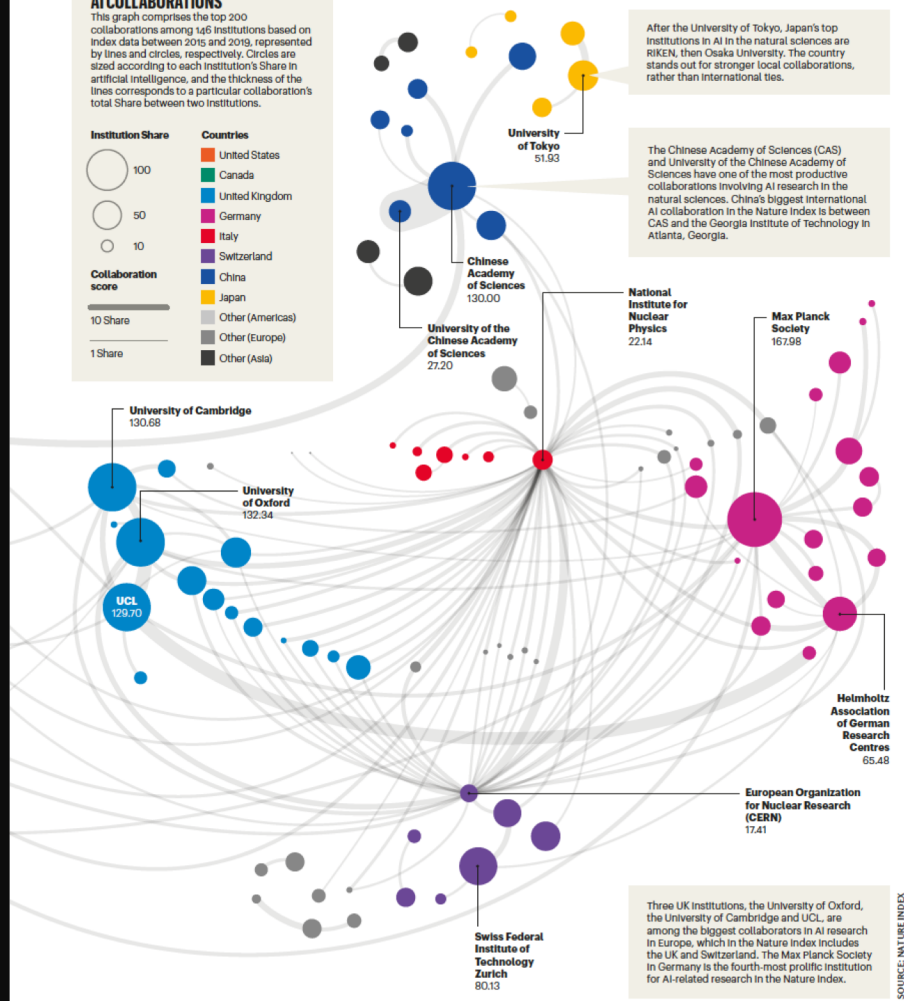 AI COLLABORATIONS
This graph comprises the top 200
collaborations among 146 institutions based on
index data between 2015 and 2019, represented
by lines and circles, respectively. Circles are
sized according to each institution's Share in
artificial intelligence, and the thickness of the
lines corresponds to a particular collaboration's
total Share between two institutions.
Institution Share
100
50
10
Collaboration
score
10 Share
1 Share
Countries
United States
Canada
United Kingdom
Germany
Italy
Switzerland
China
Japan
Other (Americas)
Other (Europe)
Other (Asia)
After the University of Tokyo, Japan's top
institutions in AI in the natural sciences are
RIKEN, then Osaka University. The country
stands out for stronger local collaborations,
rather than international ties.
University
of Tokyo
51.93
The Chinese Academy of Sciences (CAS)
and University of the Chinese Academy of
Sciences have one of the most productive
collaborations involving AI research in the
natural sciences. China's biggest international
AI collaboration in the Nature Index is between
CAS and the Georgia Institute of Technology in
Atlanta, Georgia.
Chinese
Academy
of Sciences
130.00
University of the
Chinese Academy
of Sciences
27.20
National
Institute for
Nuclear
Physics
22.14
Max Planck
Society
167.98
University of Cambridge
130.68
University
of Oxford
132.34
UCL
129.70
Helmholtz
Association
of German
Research
Centres
65.48
European Organization
for Nuclear Research
(CERN)
17.41
Swiss Federal
Institute of
Technology
Zurich
80.13
Three UK institutions, the University of Oxford,
the University of Cambridge and UCL, are
among the biggest collaborators in AI research
in Europe, which in the Nature Index includes
the UK and Switzerland. The Max Planck Society
in Germany is the fourth-most prolific institution
for AI-related research in the Nature Index.
SOURCE: NATURE INDEX